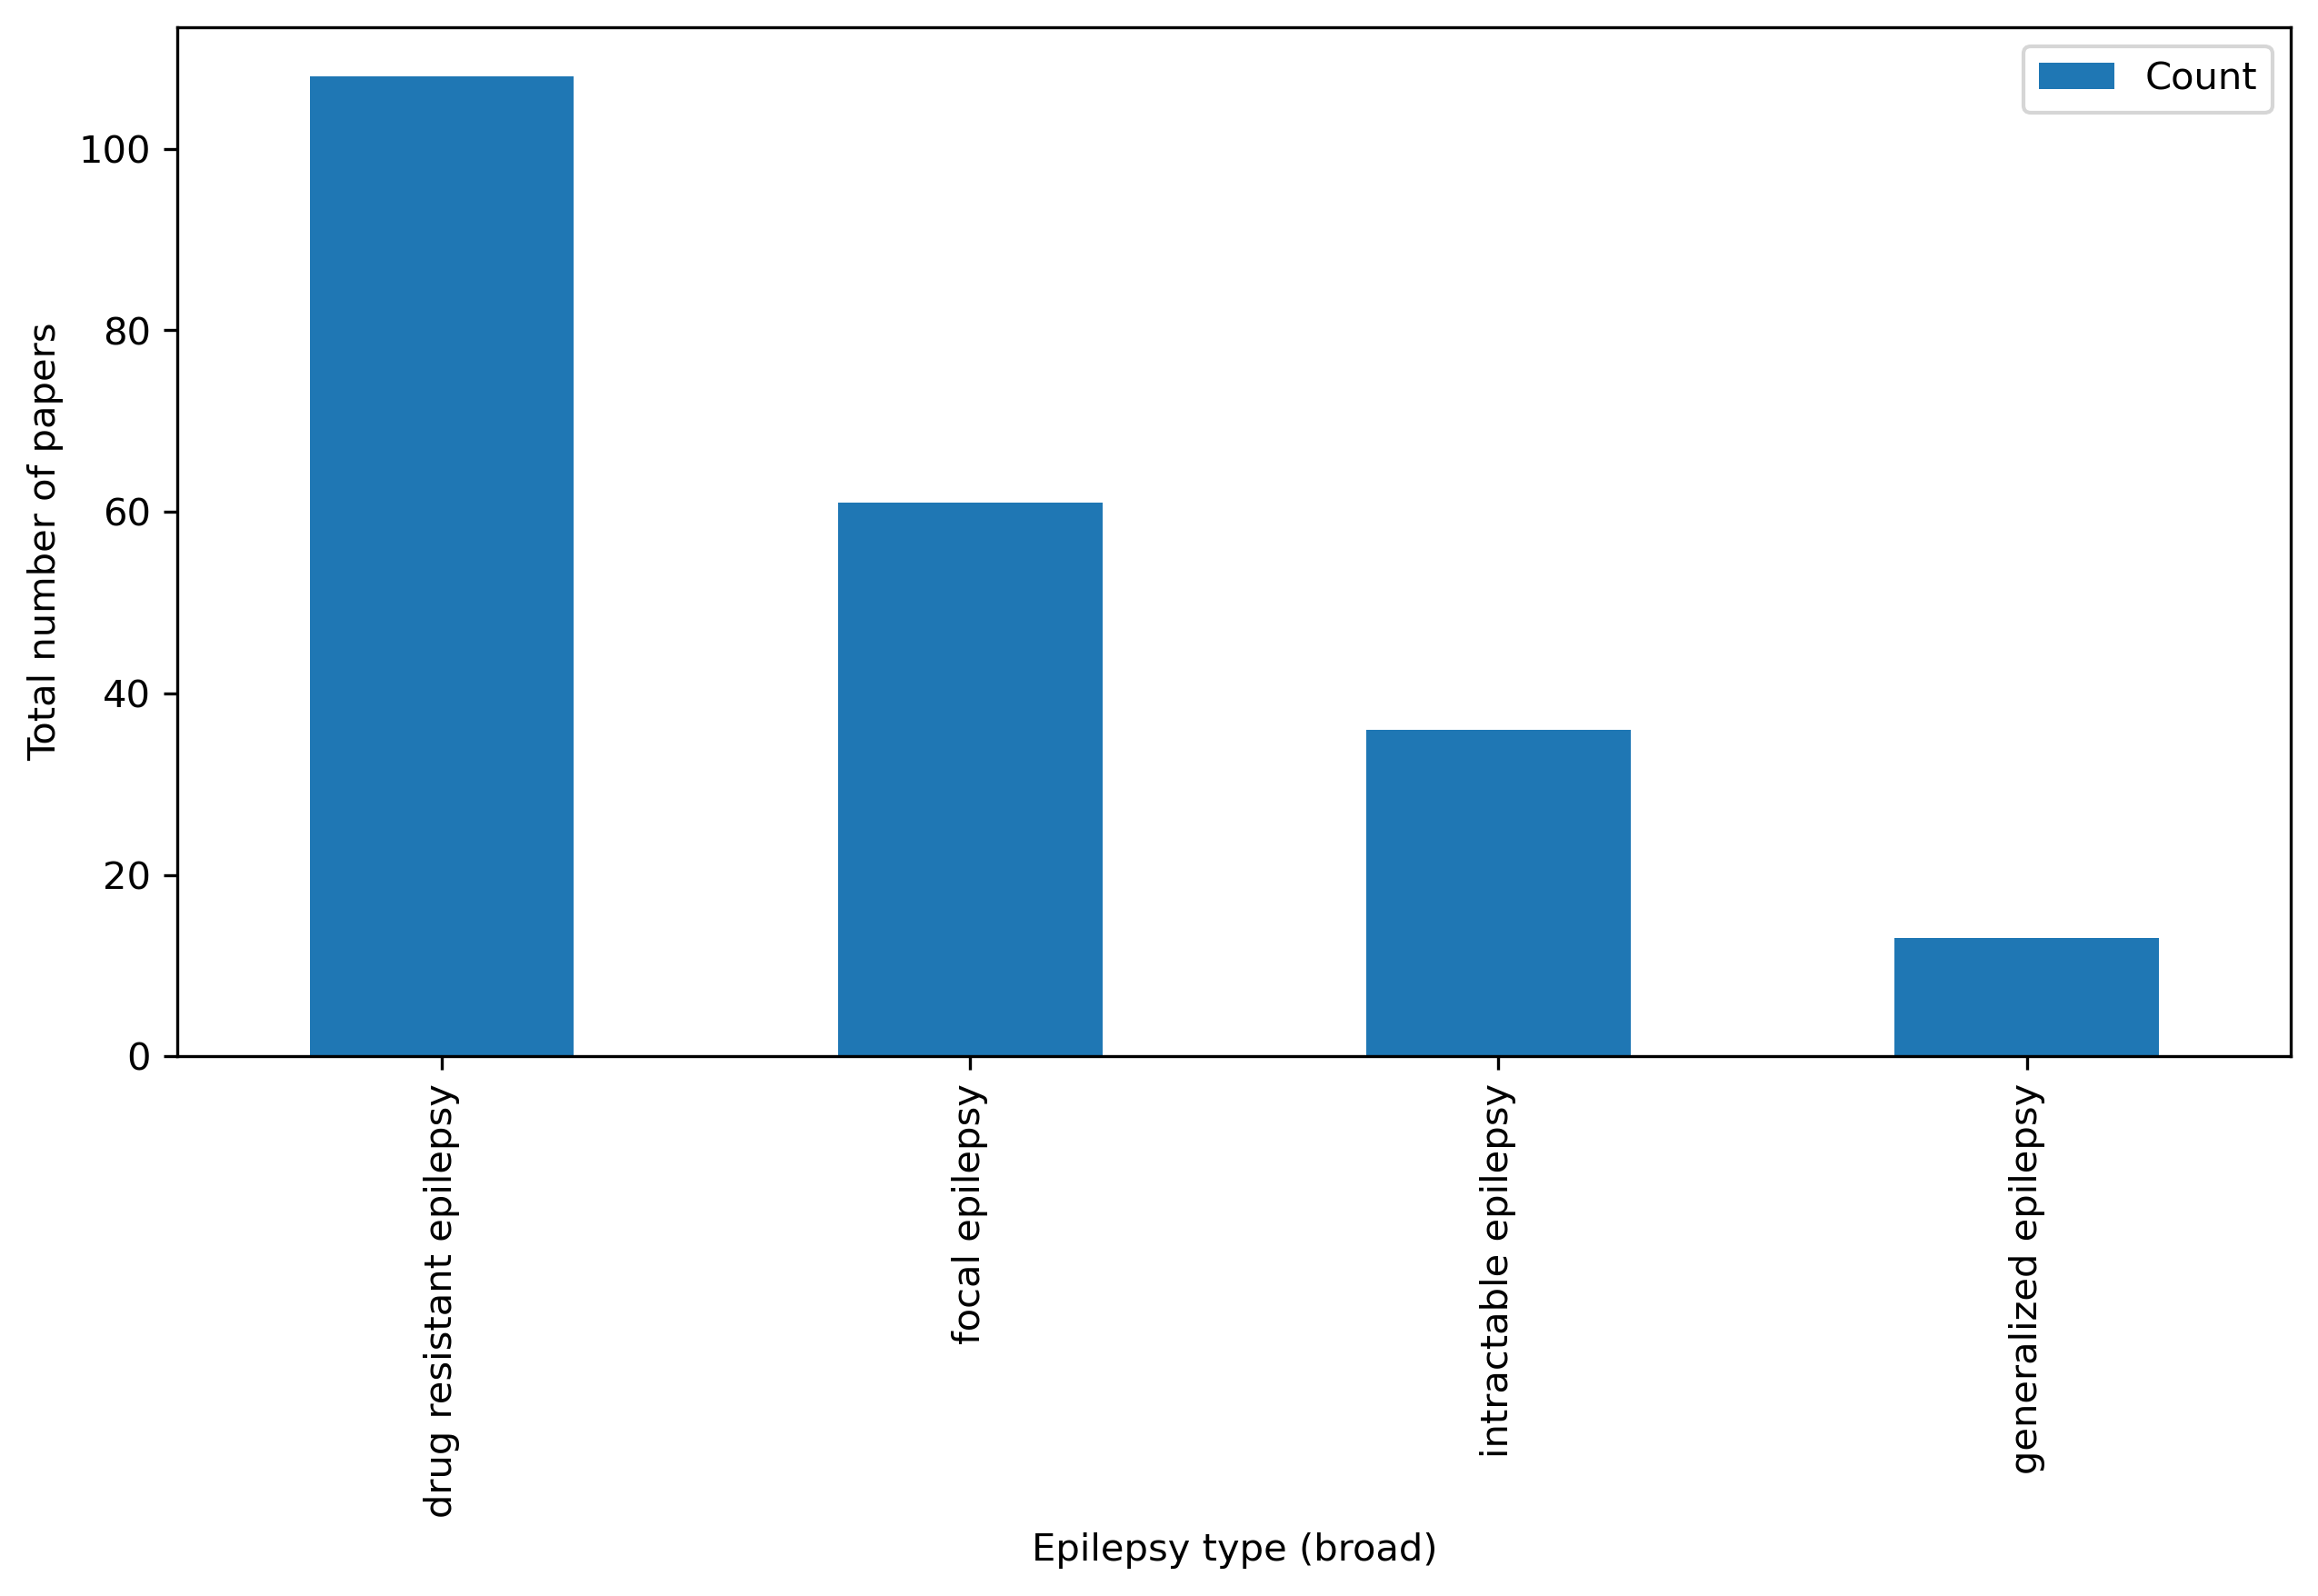 Count
Total number of papers
100
80
60
40
20
0
drug resistant epilepsy
focal epilepsy
intractable epilepsy
generalized epilepsy
Epilepsy type (broad)